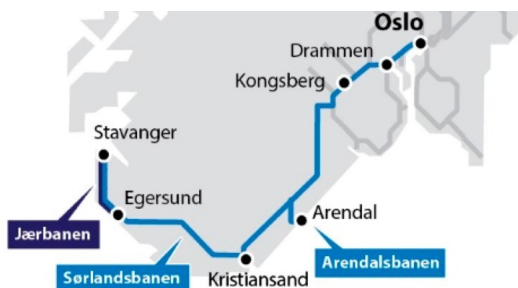 Oslo
Drammen
Kongsberg
Stavanger
Egersund
Arendal
Jærbanen
Sørlandsbanen
Kristiansand
Arendalsbanen